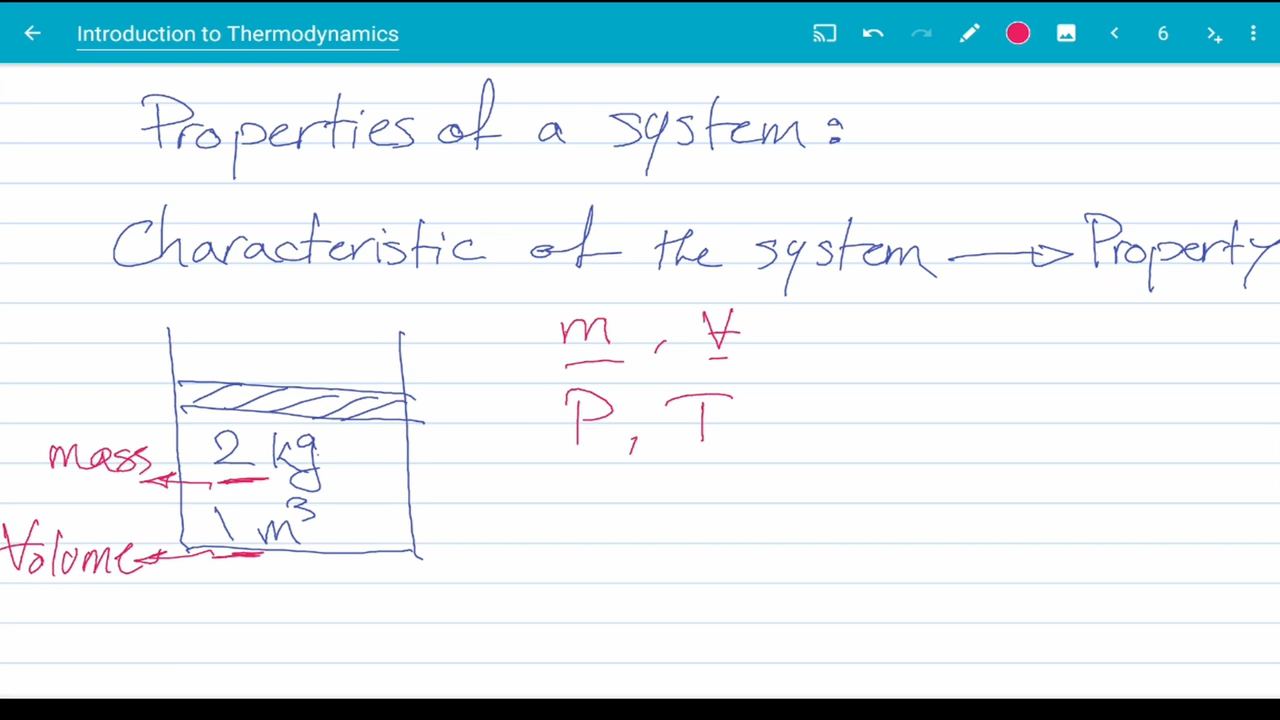 Introduction to Thermodynamics
6
Properties of a system:
Characteristic of the system → Property
m , V
P , T
mass
2 kg
1 m³
Volume